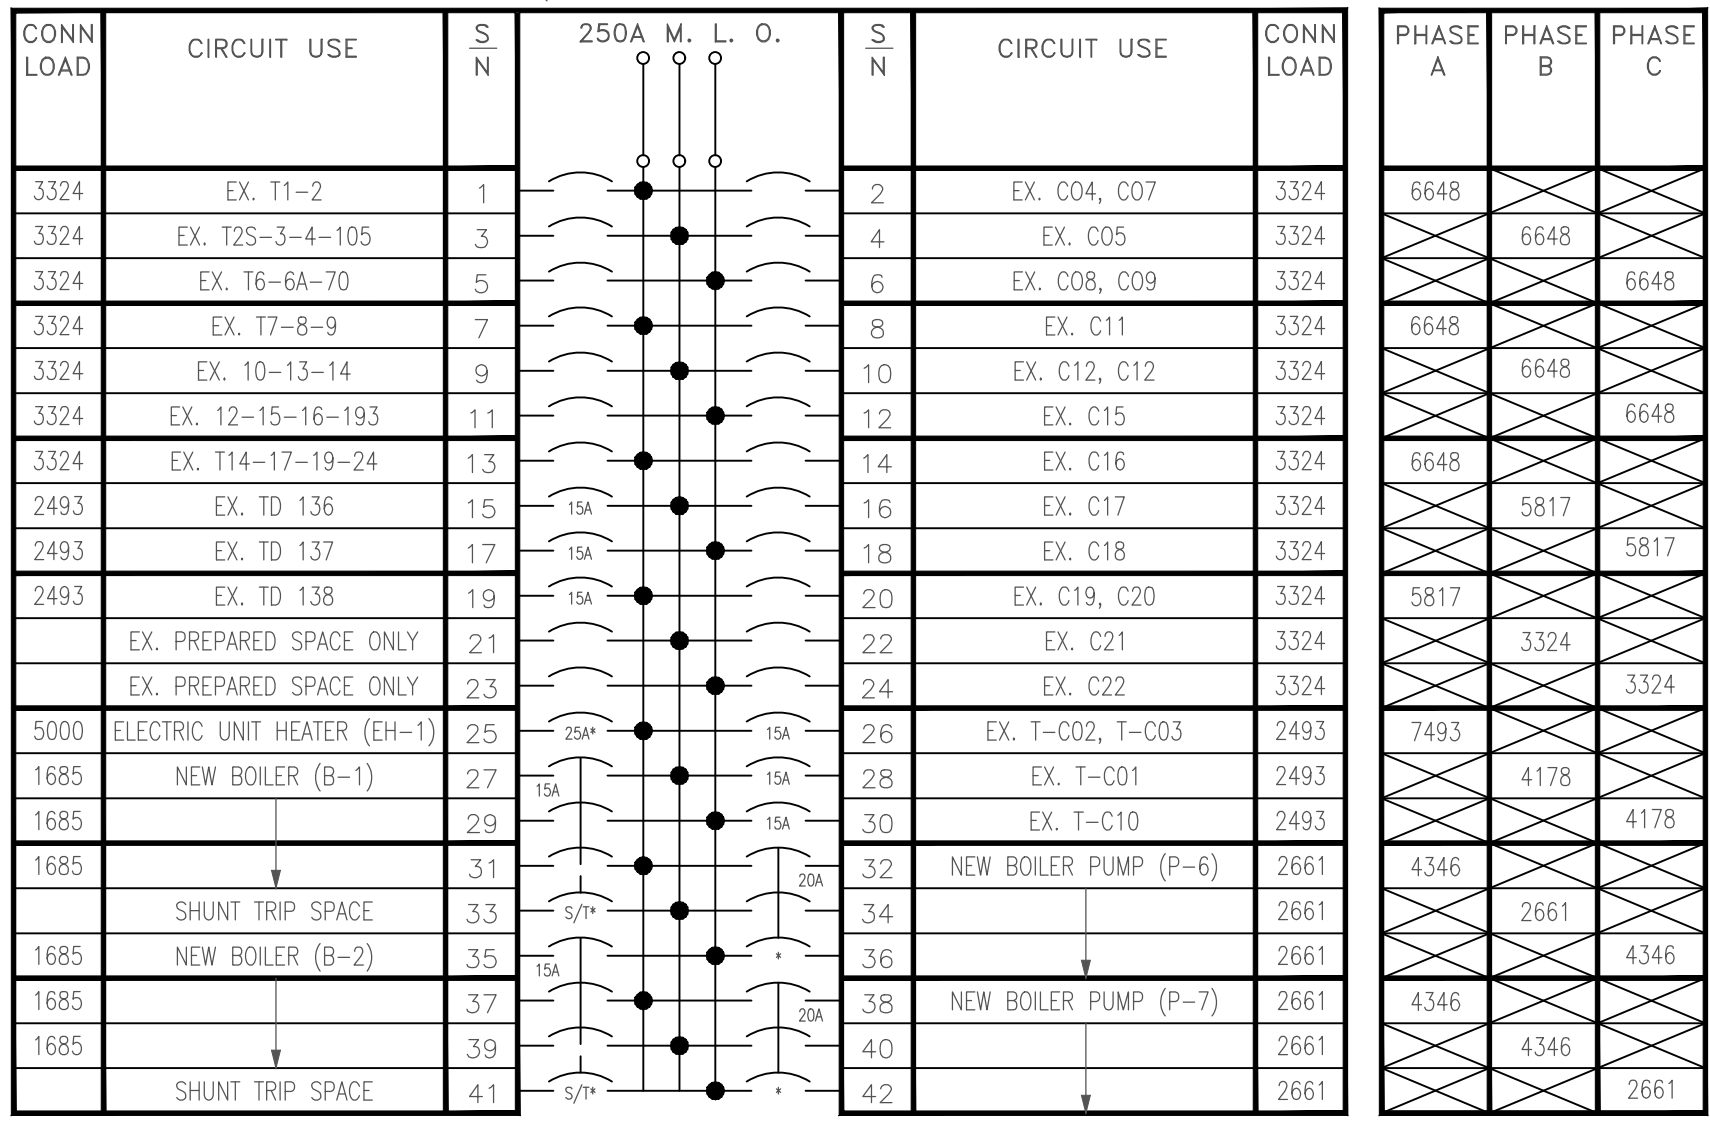 CONN LOAD CIRCUIT USE S/N 250A M. L. O. S/N CIRCUIT USE CONN LOAD PHASE A PHASE B PHASE C
3324 EX. T1-2 1 2 EX. C04, C07 3324 6648
3324 EX. T2S-3-4-105 3 4 EX. C05 3324 6648
3324 EX. T6-6A-70 5 6 EX. C08, C09 3324 6648
3324 EX. T7-8-9 7 8 EX. C11 3324 6648
3324 EX. 10-13-14 9 10 EX. C12, C12 3324 6648
3324 EX. 12-15-16-193 11 12 EX. C15 3324 6648
3324 EX. T14-17-19-24 13 14 EX. C16 3324 6648
2493 EX. TD 136 15 15A 16 EX. C17 3324 5817
2493 EX. TD 137 17 15A 18 EX. C18 3324 5817
2493 EX. TD 138 19 15A 20 EX. C19, C20 3324 5817
EX. PREPARED SPACE ONLY 21 22 EX. C21 3324 3324
EX. PREPARED SPACE ONLY 23 24 EX. C22 3324 3324
5000 ELECTRIC UNIT HEATER (EH-1) 25 25A* 15A 26 EX. T-C02, T-C03 2493 7493
1685 NEW BOILER (B-1) 27 15A 15A 28 EX. T-C01 2493 4178
1685 29 15A 30 EX. T-C10 2493 4178
1685 31 20A 32 NEW BOILER PUMP (P-6) 2661 4346
SHUNT TRIP SPACE 33 S/T* 34 2661 2661
1685 NEW BOILER (B-2) 35 15A * 36 2661 4346
1685 37 20A 38 NEW BOILER PUMP (P-7) 2661 4346
1685 39 40 2661 4346
SHUNT TRIP SPACE 41 S/T* * 42 2661 2661